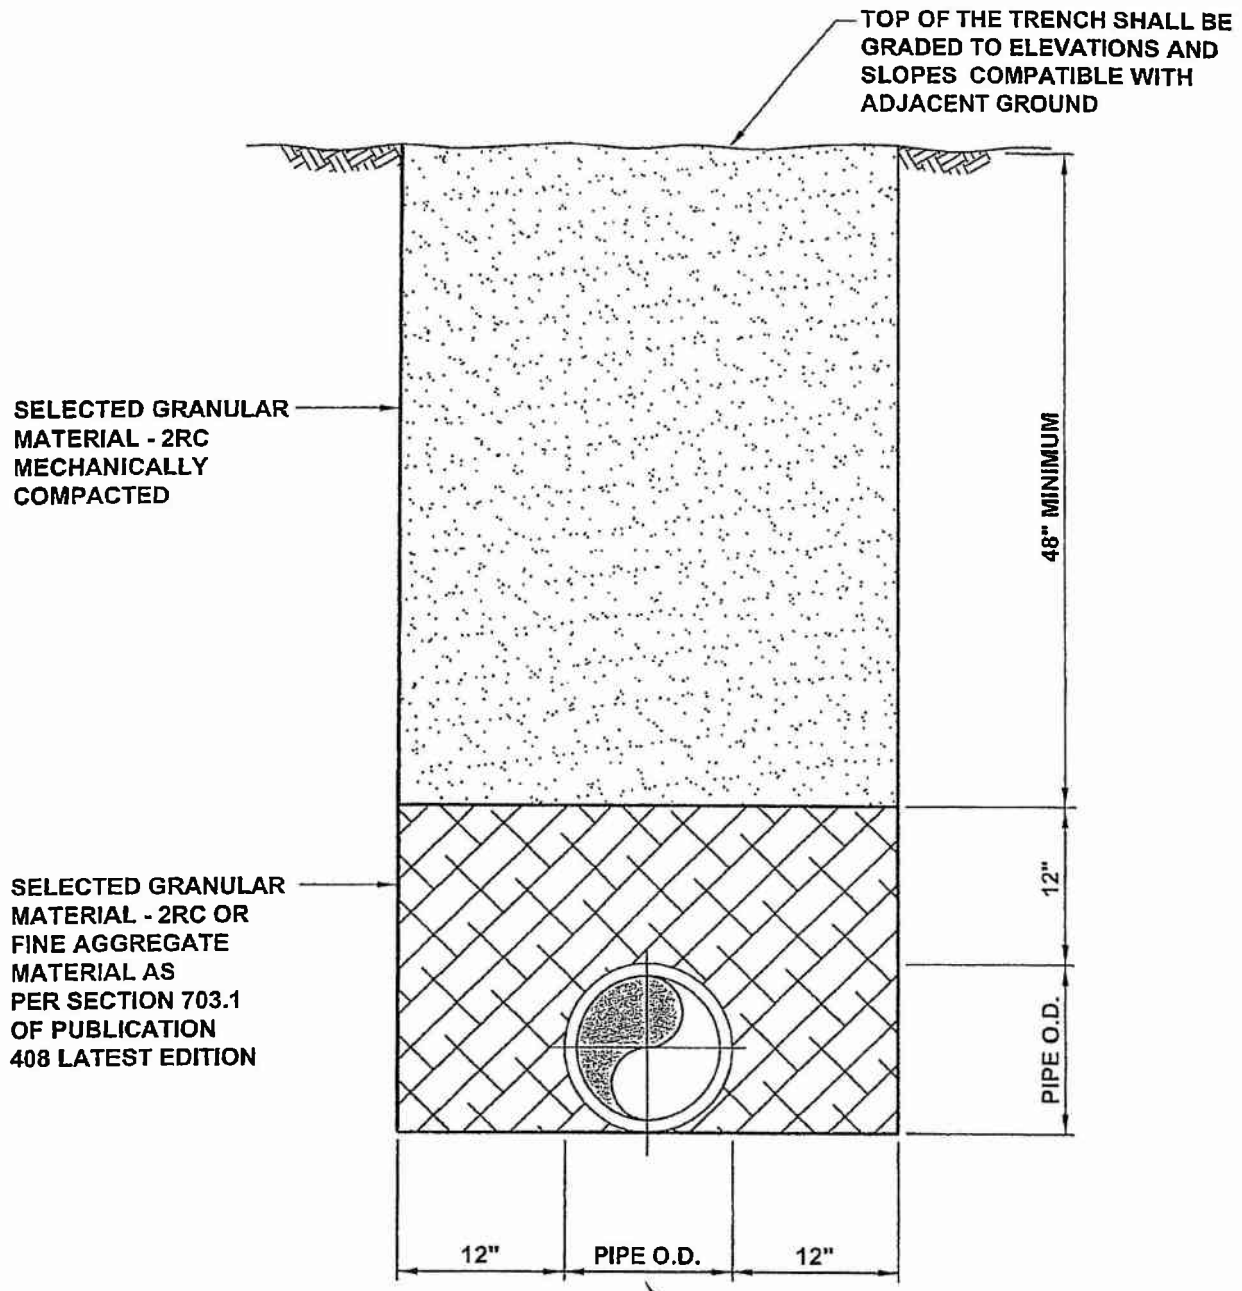 TOP OF THE TRENCH SHALL BE
GRADED TO ELEVATIONS AND
SLOPES COMPATIBLE WITH
ADJACENT GROUND
SELECTED GRANULAR
MATERIAL - 2RC
MECHANICALLY
COMPACTED
48" MINIMUM
SELECTED GRANULAR
MATERIAL - 2RC OR
FINE AGGREGATE
MATERIAL AS
PER SECTION 703.1
OF PUBLICATION
408 LATEST EDITION
12"
PIPE O.D.
12"
PIPE O.D.
12"